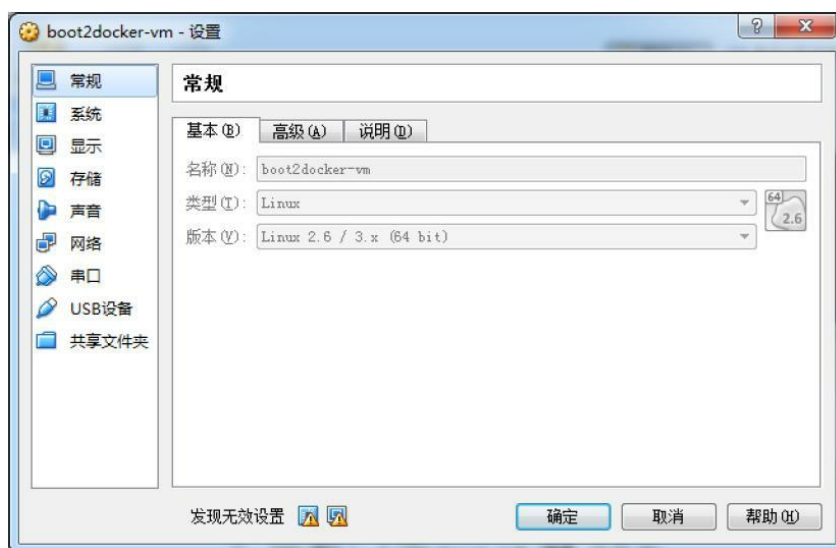 boot2docker-vm - 设置
常规
系统
显示
存储
声音
网络
串口
USB设备
共享文件夹
常规
基本(B) 高级(A) 说明(D)
名称(N): boot2docker-vm
类型(T): Linux
版本(V): Linux 2.6 / 3.x (64 bit)
64
2.6
发现无效设置
确定 取消 帮助(H)